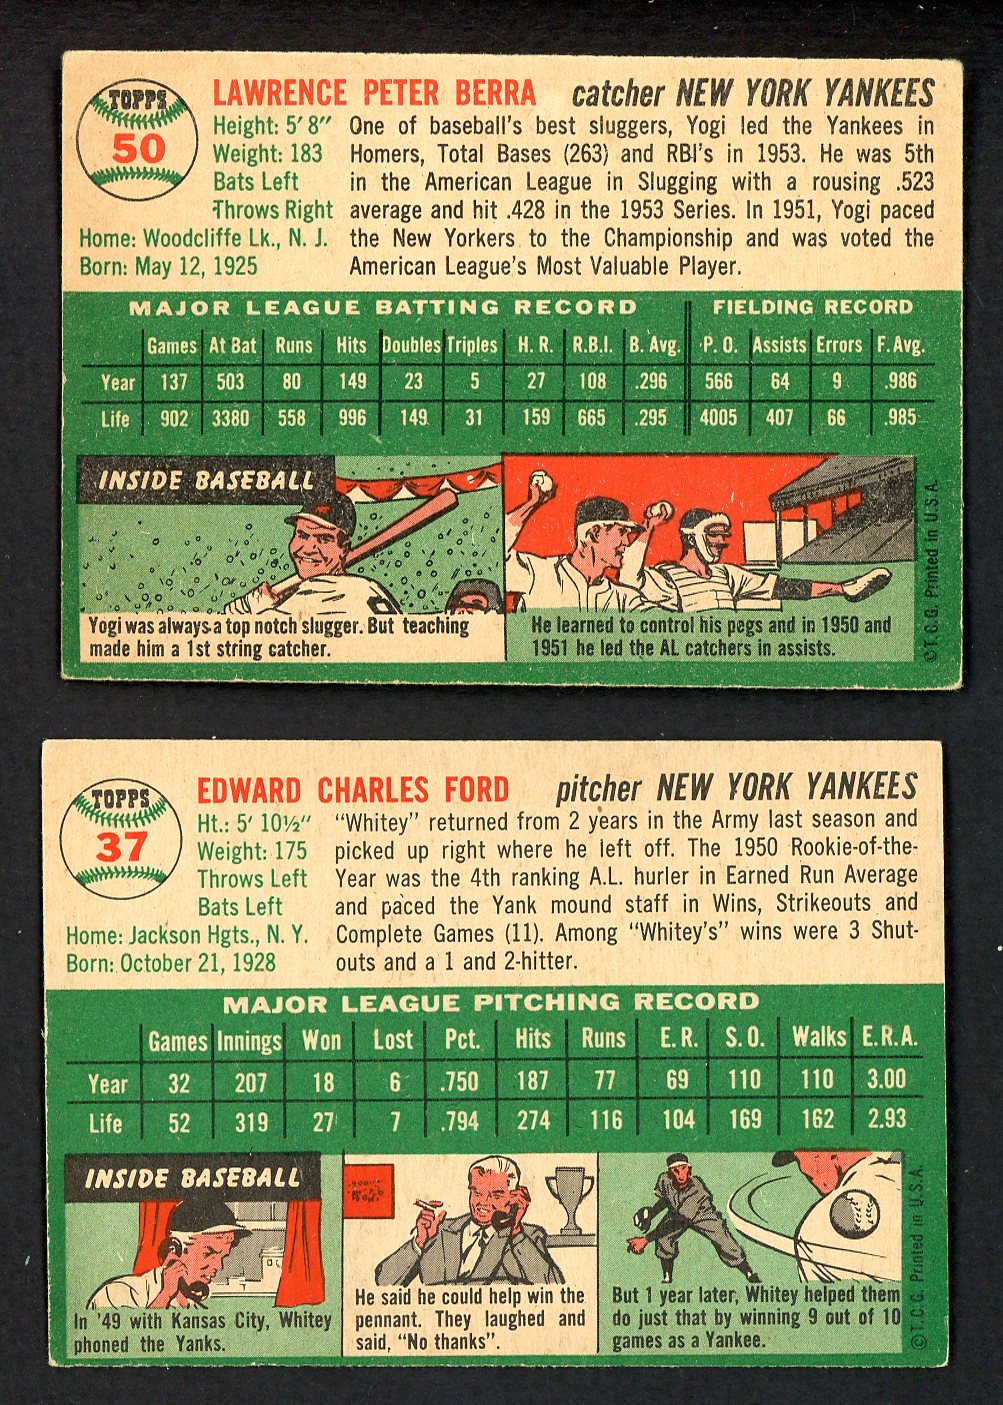 TOPPS
50
LAWRENCE PETER BERRA catcher NEW YORK YANKEES
Height: 5' 8"
Weight: 183
Bats Left
Throws Right
Home: Woodcliffe Lk., N. J.
Born: May 12, 1925
One of baseball's best sluggers, Yogi led the Yankees in
Homers, Total Bases (263) and RBI's in 1953. He was 5th
in the American League in Slugging with a rousing .523
average and hit .428 in the 1953 Series. In 1951, Yogi paced
the New Yorkers to the Championship and was voted the
American League's Most Valuable Player.
MAJOR LEAGUE BATTING RECORD FIELDING RECORD
Games At Bat Runs Hits Doubles Triples H. R. R.B.I. B. Avg. P. O. Assists Errors F. Avg.
Year 137 503 80 149 23 5 27 108 .296 566 64 9 .986
Life 902 3380 558 996 149 31 159 665 .295 4005 407 66 .985
INSIDE BASEBALL
Yogi was always a top notch slugger. But teaching
made him a 1st string catcher.
He learned to control his pegs and in 1950 and
1951 he led the AL catchers in assists.
©T.C.G. Printed in U.S.A.
TOPPS
37
EDWARD CHARLES FORD pitcher NEW YORK YANKEES
Ht.: 5' 10½"
Weight: 175
Throws Left
Bats Left
Home: Jackson Hgts., N. Y.
Born: October 21, 1928
"Whitey" returned from 2 years in the Army last season and
picked up right where he left off. The 1950 Rookie-of-the-
Year was the 4th ranking A.L. hurler in Earned Run Average
and paced the Yank mound staff in Wins, Strikeouts and
Complete Games (11). Among "Whitey's" wins were 3 Shut-
outs and a 1 and 2-hitter.
MAJOR LEAGUE PITCHING RECORD
Games Innings Won Lost Pct. Hits Runs E. R. S. O. Walks E. R. A.
Year 32 207 18 6 .750 187 77 69 110 110 3.00
Life 52 319 27 7 .794 274 116 104 169 162 2.93
INSIDE BASEBALL
In '49 with Kansas City, Whitey
phoned the Yanks.
He said he could help win the
pennant. They laughed and
said, "No thanks".
But 1 year later, Whitey helped them
do just that by winning 9 out of 10
games as a Yankee.
©T.C.G. Printed in U.S.A.